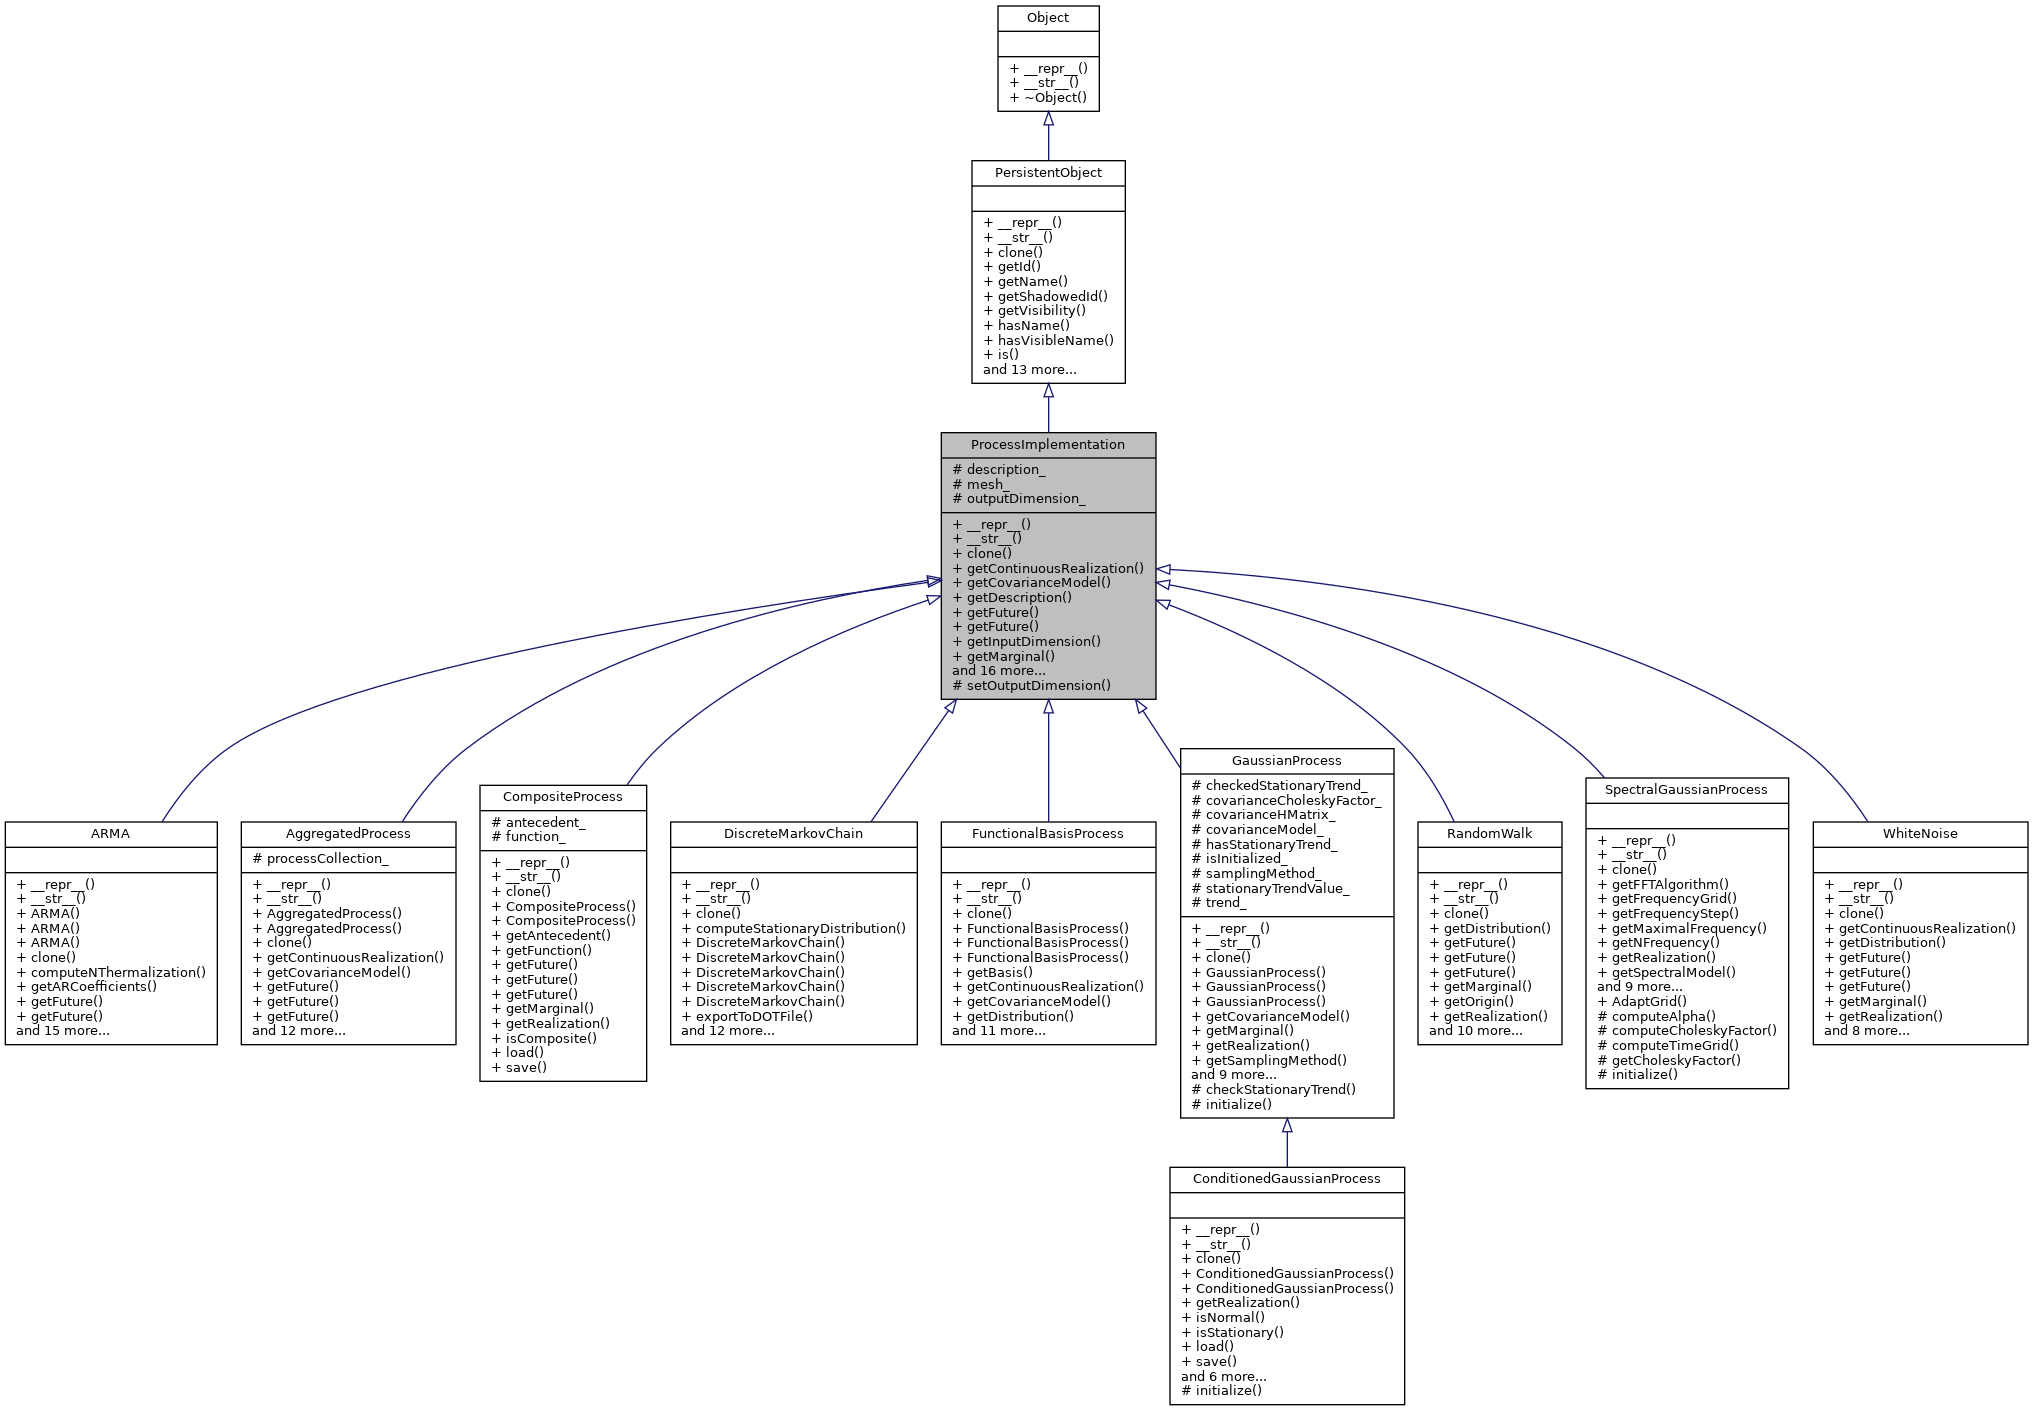 Object
+ __repr__()
+ __str__()
+ ~Object()
PersistentObject
+ __repr__()
+ __str__()
+ clone()
+ getId()
+ getName()
+ getShadowedId()
+ getVisibility()
+ hasName()
+ hasVisibleName()
+ is()
and 13 more...
ProcessImplementation
# description_
# mesh_
# outputDimension_
+ __repr__()
+ __str__()
+ clone()
+ getContinuousRealization()
+ getCovarianceModel()
+ getDescription()
+ getFuture()
+ getFuture()
+ getInputDimension()
+ getMarginal()
and 16 more...
# setOutputDimension()
ARMA
+ __repr__()
+ __str__()
+ ARMA()
+ ARMA()
+ ARMA()
+ clone()
+ computeNThermalization()
+ getARCoefficients()
+ getFuture()
+ getFuture()
and 15 more...
AggregatedProcess
# processCollection_
+ __repr__()
+ __str__()
+ AggregatedProcess()
+ AggregatedProcess()
+ clone()
+ getContinuousRealization()
+ getCovarianceModel()
+ getFuture()
+ getFuture()
+ getFuture()
and 12 more...
CompositeProcess
# antecedent_
# function_
+ __repr__()
+ __str__()
+ clone()
+ CompositeProcess()
+ CompositeProcess()
+ getAntecedent()
+ getFunction()
+ getFuture()
+ getFuture()
+ getFuture()
+ getMarginal()
+ getRealization()
+ isComposite()
+ load()
+ save()
DiscreteMarkovChain
+ __repr__()
+ __str__()
+ clone()
+ computeStationaryDistribution()
+ DiscreteMarkovChain()
+ DiscreteMarkovChain()
+ DiscreteMarkovChain()
+ DiscreteMarkovChain()
+ DiscreteMarkovChain()
+ exportToDOTFile()
and 12 more...
FunctionalBasisProcess
+ __repr__()
+ __str__()
+ clone()
+ FunctionalBasisProcess()
+ FunctionalBasisProcess()
+ FunctionalBasisProcess()
+ getBasis()
+ getContinuousRealization()
+ getCovarianceModel()
+ getDistribution()
and 11 more...
GaussianProcess
# checkedStationaryTrend_
# covarianceCholeskyFactor_
# covarianceHMatrix_
# covarianceModel_
# hasStationaryTrend_
# isInitialized_
# samplingMethod_
# stationaryTrendValue_
# trend_
+ __repr__()
+ __str__()
+ clone()
+ GaussianProcess()
+ GaussianProcess()
+ GaussianProcess()
+ getCovarianceModel()
+ getMarginal()
+ getRealization()
+ getSamplingMethod()
and 9 more...
# checkStationaryTrend()
# initialize()
RandomWalk
+ __repr__()
+ __str__()
+ clone()
+ getDistribution()
+ getFuture()
+ getFuture()
+ getFuture()
+ getMarginal()
+ getOrigin()
+ getRealization()
and 10 more...
SpectralGaussianProcess
+ __repr__()
+ __str__()
+ clone()
+ getFFTAlgorithm()
+ getFrequencyGrid()
+ getFrequencyStep()
+ getMaximalFrequency()
+ getNFrequency()
+ getRealization()
+ getSpectralModel()
and 9 more...
+ AdaptGrid()
# computeAlpha()
# computeCholeskyFactor()
# computeTimeGrid()
# getCholeskyFactor()
# initialize()
WhiteNoise
+ __repr__()
+ __str__()
+ clone()
+ getContinuousRealization()
+ getDistribution()
+ getFuture()
+ getFuture()
+ getFuture()
+ getMarginal()
+ getRealization()
and 8 more...
ConditionedGaussianProcess
+ __repr__()
+ __str__()
+ clone()
+ ConditionedGaussianProcess()
+ ConditionedGaussianProcess()
+ getRealization()
+ isNormal()
+ isStationary()
+ load()
+ save()
and 6 more...
# initialize()